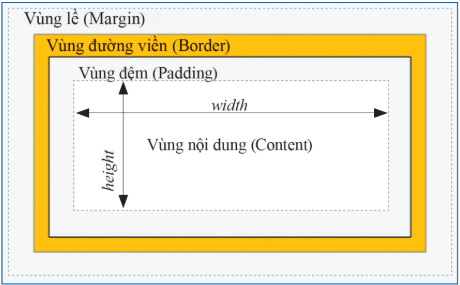 Vùng lề (Margin)
Vùng đường viền (Border)
Vùng đệm (Padding)
width
Vùng nội dung (Content)
height